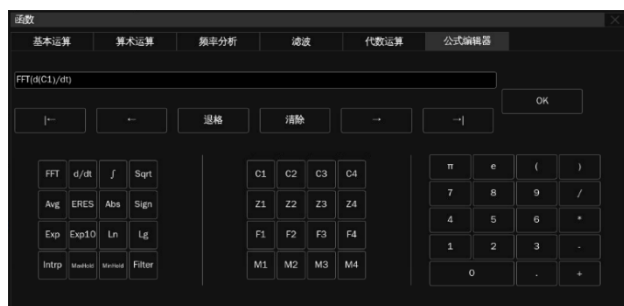 函数
基本运算 算术运算 频率分析 滤波 代数运算 公式编辑器
FFT(d(C1)/dt)
OK
|← ← 退格 清除 → →|
FFT d/dt ∫ Sqrt C1 C2 C3 C4 π e ( )
Avg ERES Abs Sign Z1 Z2 Z3 Z4 7 8 9 /
Exp Exp10 Ln Lg F1 F2 F3 F4 4 5 6 *
Intrp MaxHold MinHold Filter M1 M2 M3 M4 1 2 3 -
0 . +